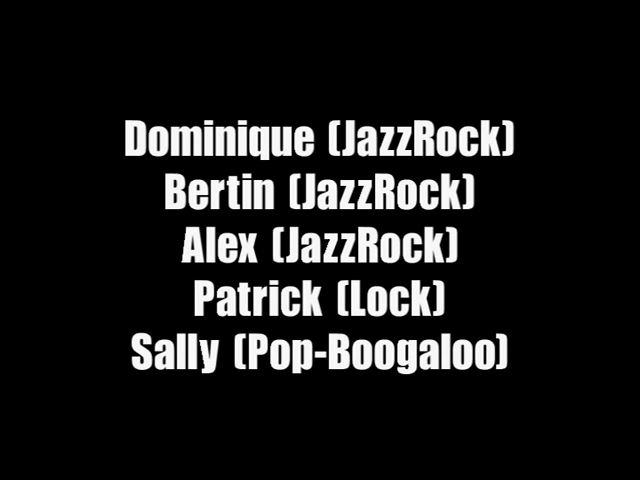 Dominique (JazzRock)
Bertin (JazzRock)
Alex (JazzRock)
Patrick (Lock)
Sally (Pop-Boogaloo)